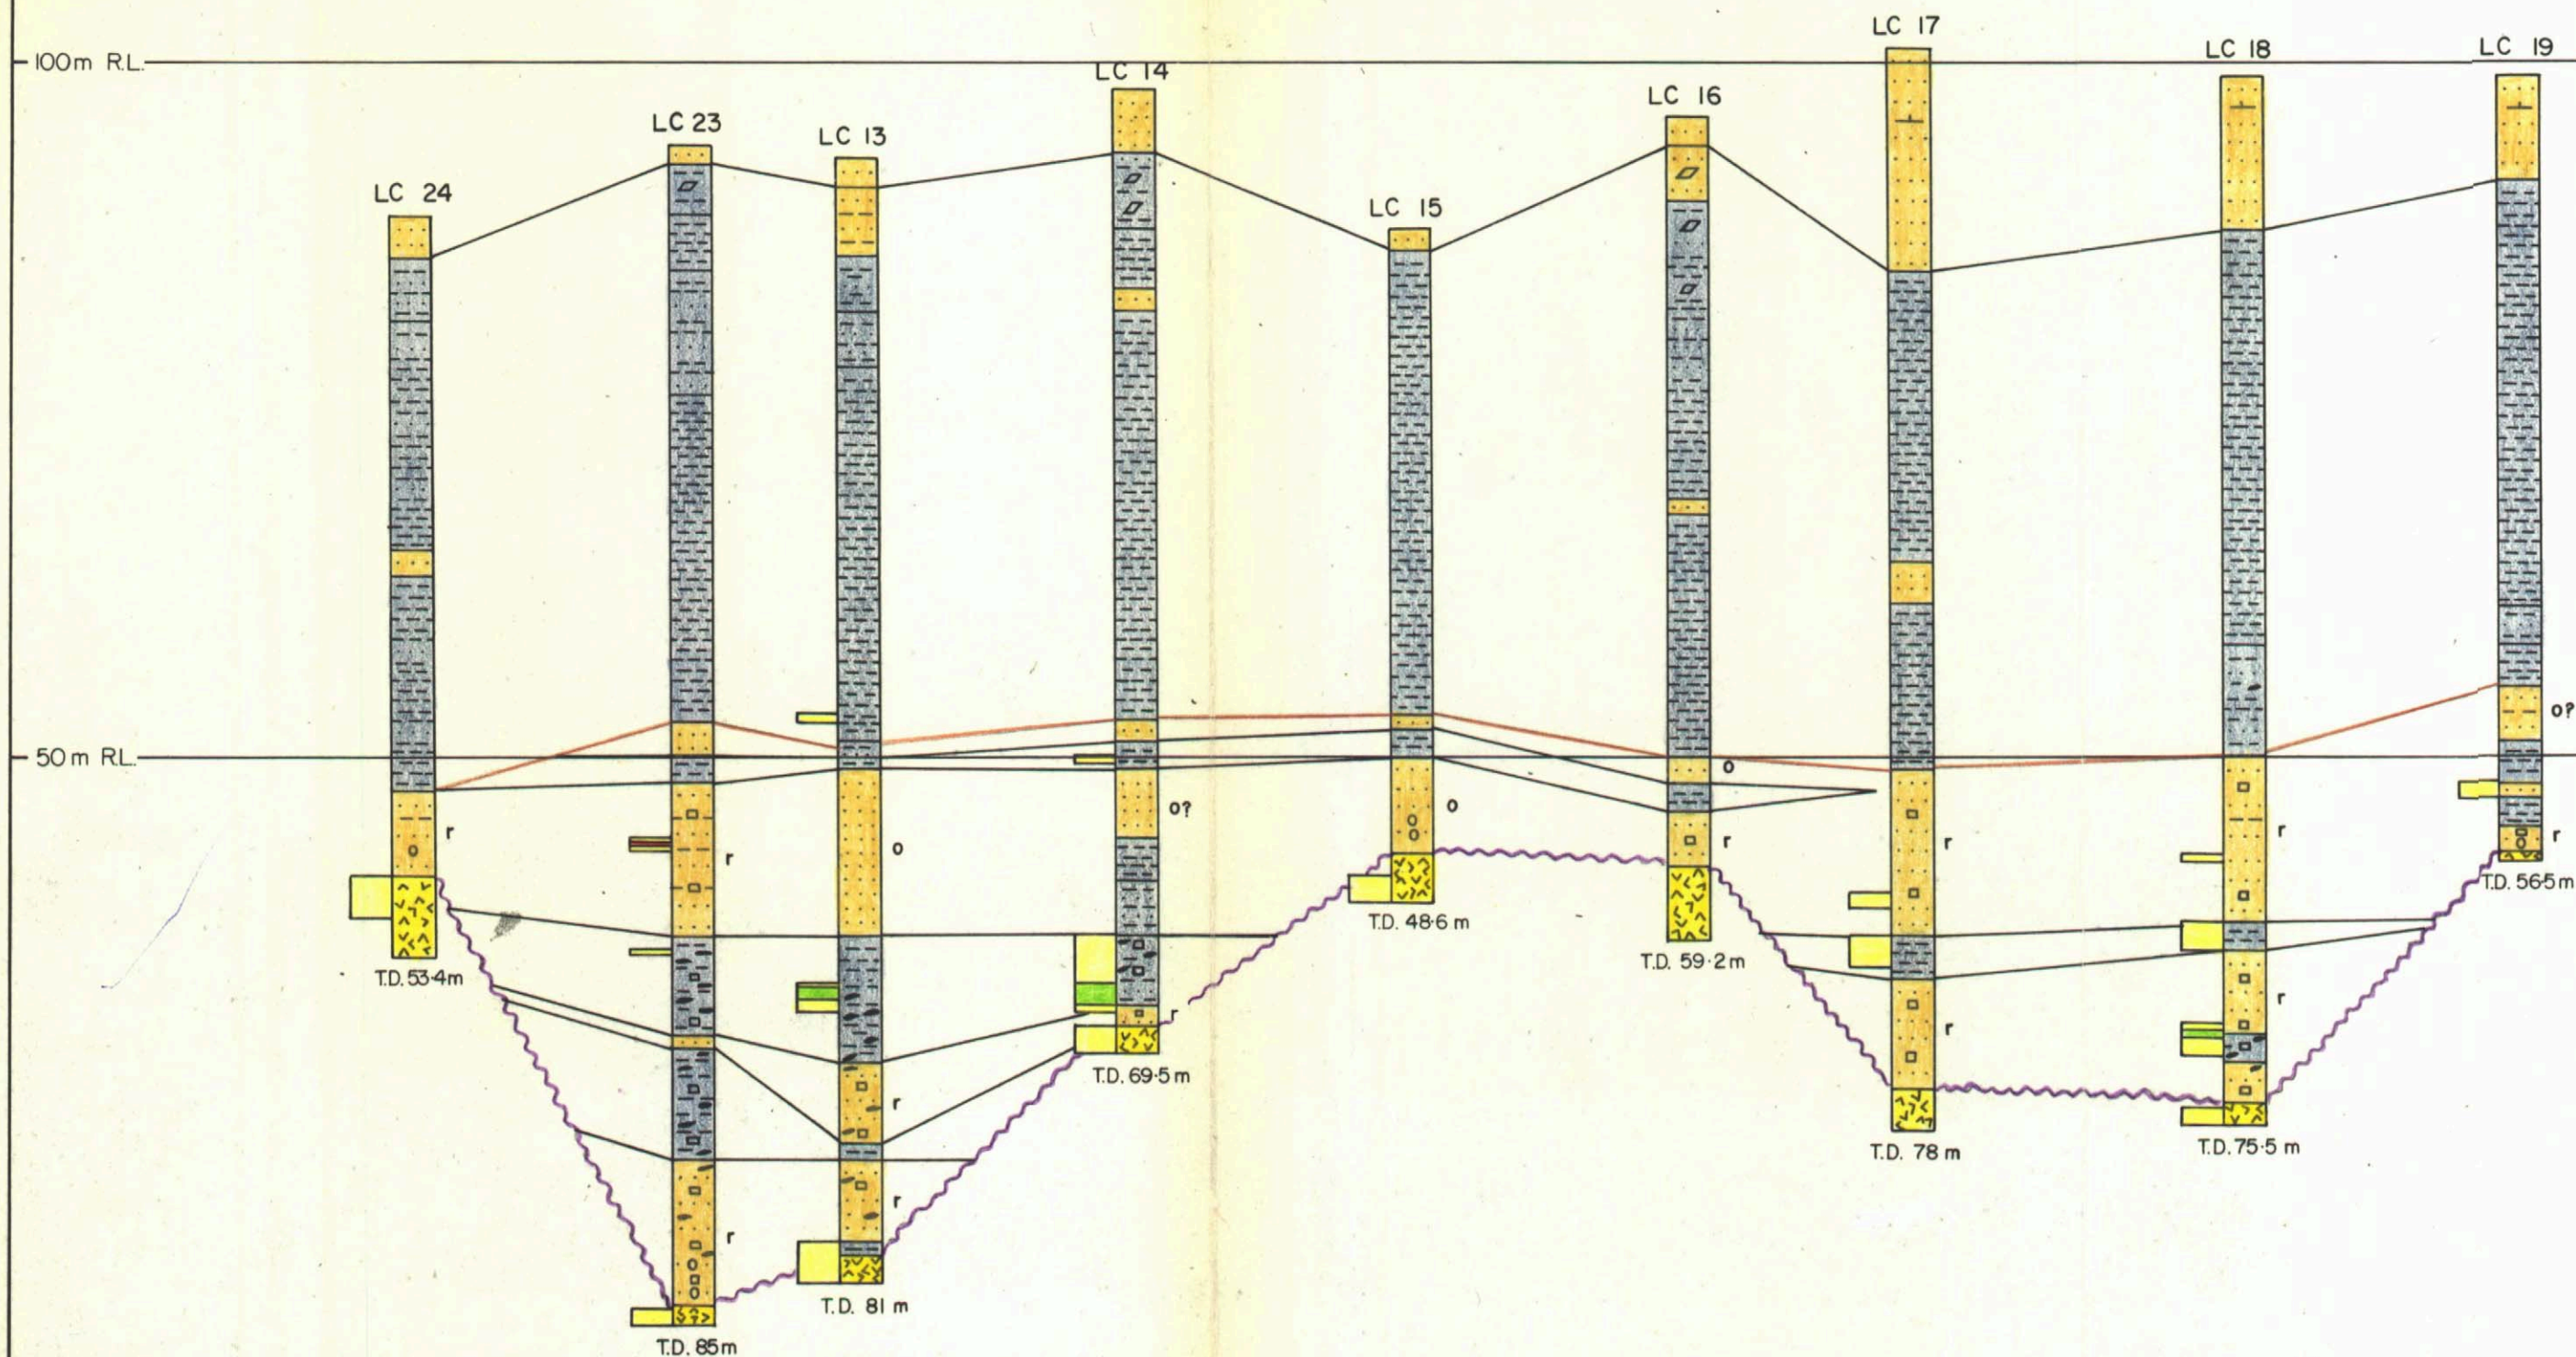 100m R.L.
LC 24
LC 23
LC 13
LC 14
LC 15
LC 16
LC 17
LC 18
LC 19
50m R.L.
o
o?
r
r
o
o?
o
r
r
r
r
T.D. 53·4m
r
r
r
r
r
r
T.D. 48·6 m
T.D. 59·2m
T.D. 56·5m
T.D. 69·5 m
T.D. 78 m
T.D. 75·5 m
T.D. 81 m
T.D. 85m